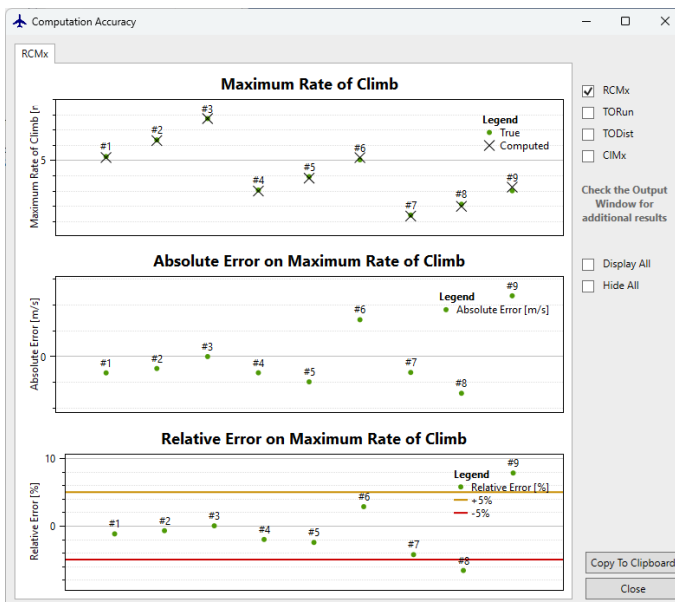 Computation Accuracy
RCMx
Maximum Rate of Climb
Maximum Rate of Climb [r
5
#1
#2
#3
#4
#5
#6
#7
#8
#9
Legend
True
Computed
Absolute Error on Maximum Rate of Climb
Absolute Error [m/s]
0
#1
#2
#3
#4
#5
#6
#7
#8
#9
Legend
Absolute Error [m/s]
Relative Error on Maximum Rate of Climb
Relative Error [%]
10
0
#1
#2
#3
#4
#5
#6
#7
#8
#9
Legend
Relative Error [%]
+5%
-5%
RCMx
TORun
TODist
CIMx
Check the Output
Window for
additional results
Display All
Hide All
Copy To Clipboard
Close